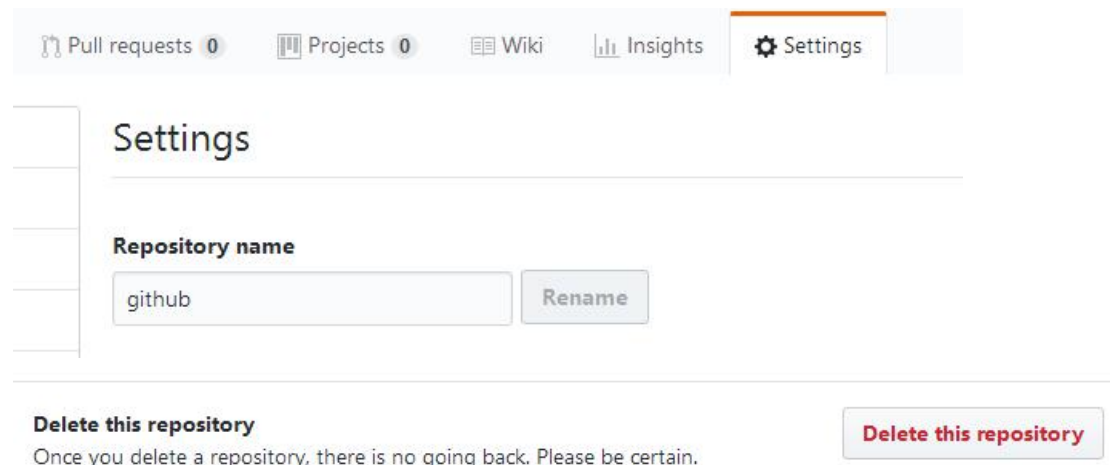 Pull requests 0 Projects 0 Wiki Insights Settings
Settings
Repository name
github Rename
Delete this repository Delete this repository
Once you delete a repository, there is no going back. Please be certain.